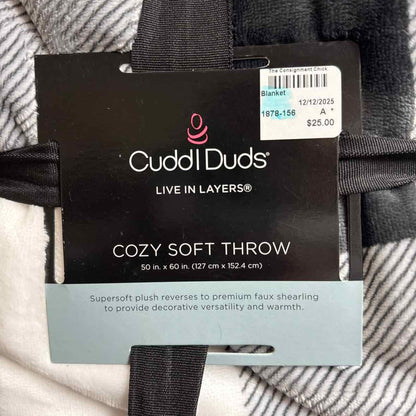 The Consignment Chick
Blanket
12/12/2025
1878-156 A *
$25.00
Cuddl Duds®
LIVE IN LAYERS®
COZY SOFT THROW
50 in. x 60 in. (127 cm x 152.4 cm)
Supersoft plush reverses to premium faux shearling
to provide decorative versatility and warmth.